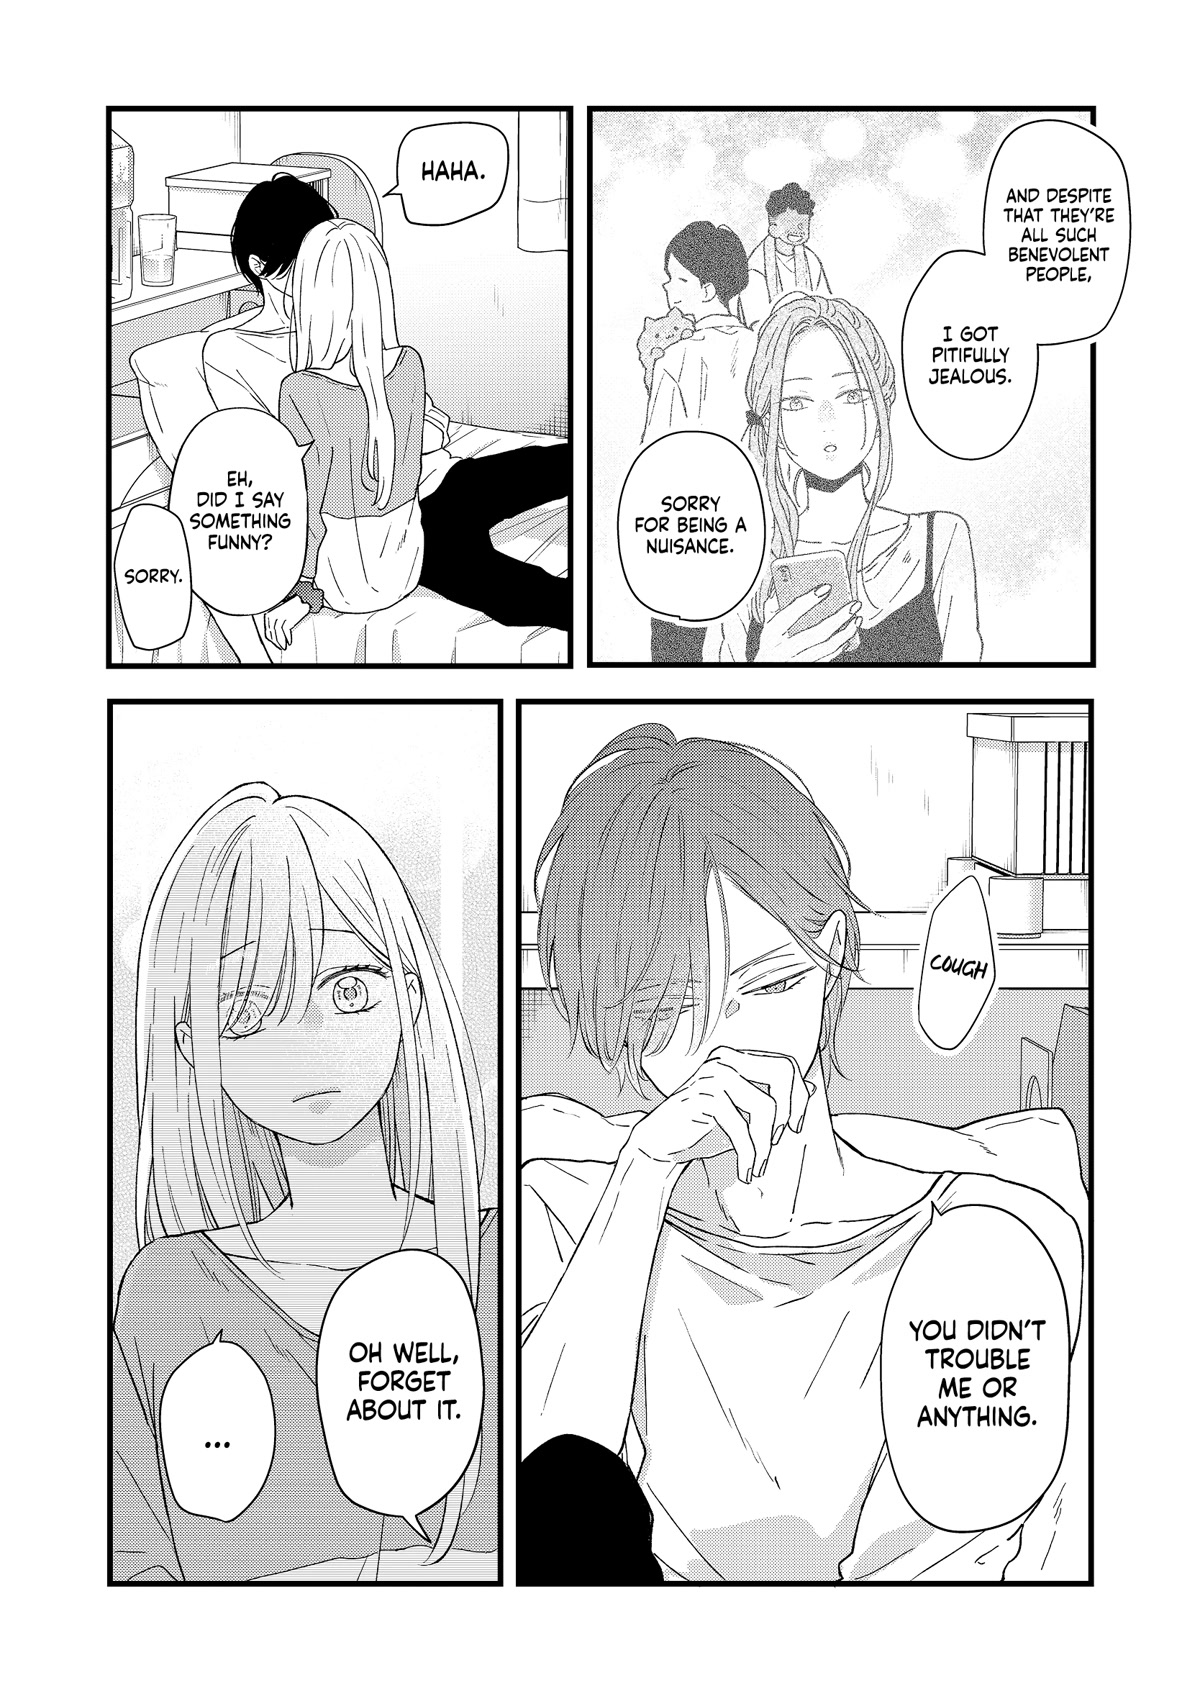 AND DESPITE
THAT THEY'RE
ALL SUCH
BENEVOLENT
PEOPLE,
I GOT
PITIFULLY
JEALOUS.
SORRY
FOR BEING A
NUISANCE.
HAHA.
EH,
DID I SAY
SOMETHING
FUNNY?
SORRY.
COUGH
YOU DIDN'T
TROUBLE
ME OR
ANYTHING.
OH WELL,
FORGET
ABOUT IT.
...